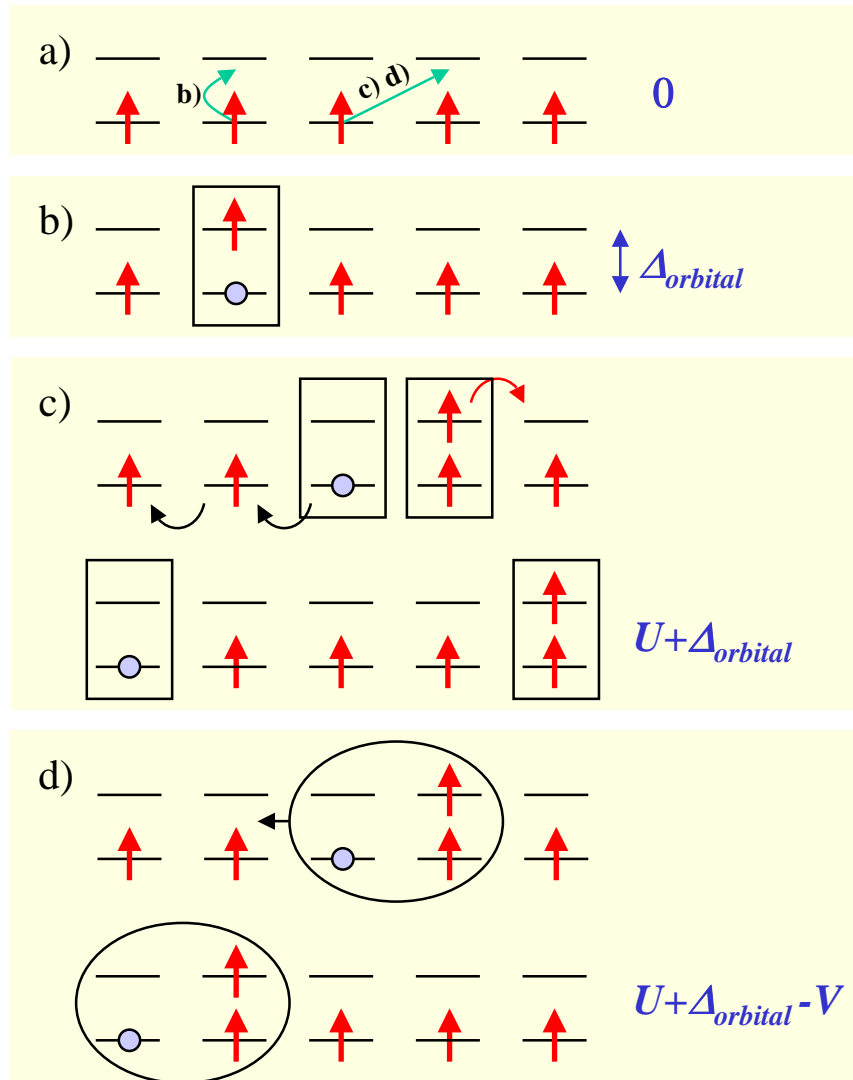 a) b) c) d) 0
b) Δorbital
c)
U+Δorbital
d)
U+Δorbital - V